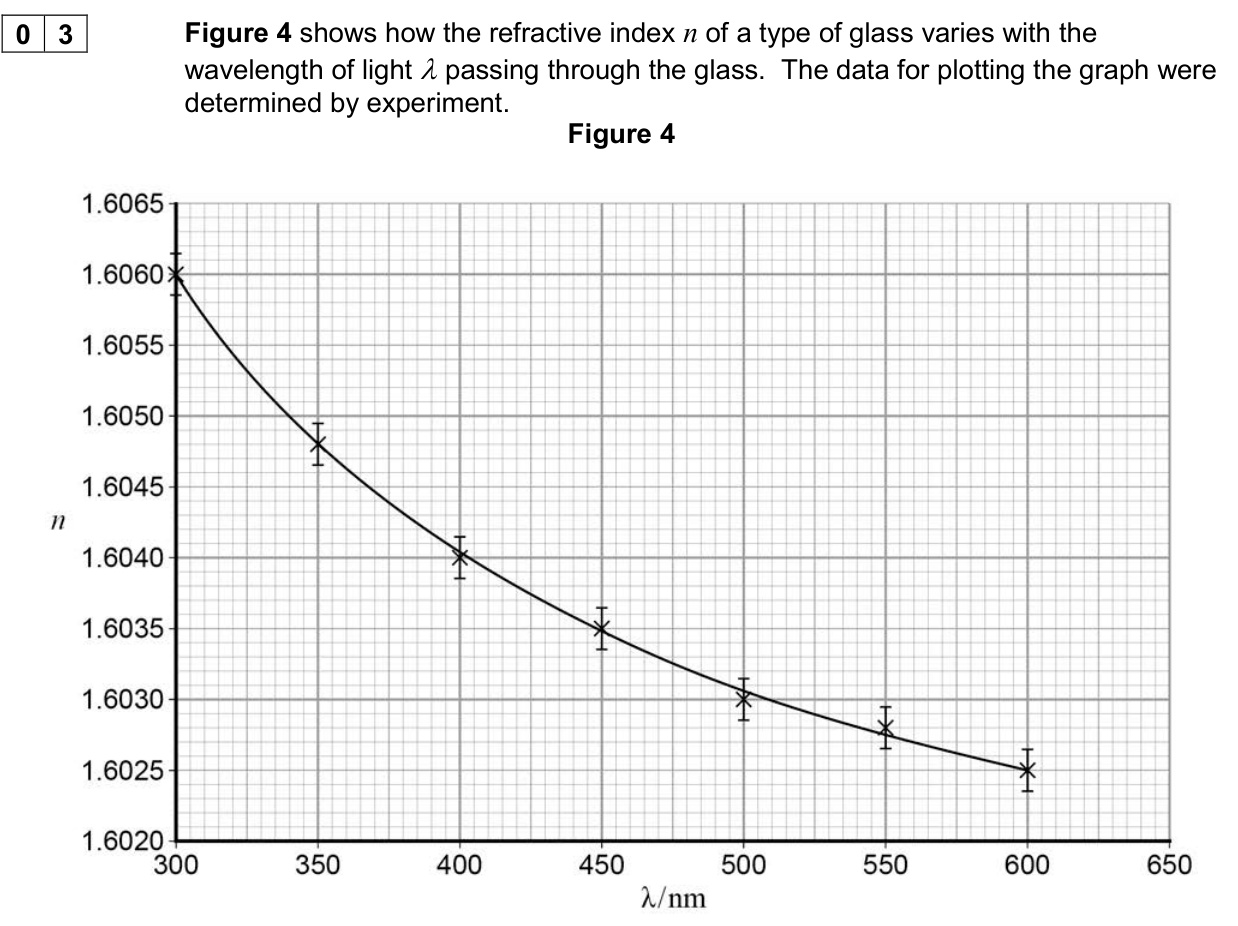 0 3
Figure 4 shows how the refractive index n of a type of glass varies with the
wavelength of light λ passing through the glass. The data for plotting the graph were
determined by experiment.
Figure 4
1.6065
1.6060
1.6055
1.6050
1.6045
n
1.6040
1.6035
1.6030
1.6025
1.6020
300 350 400 450 500 550 600 650
λ/nm